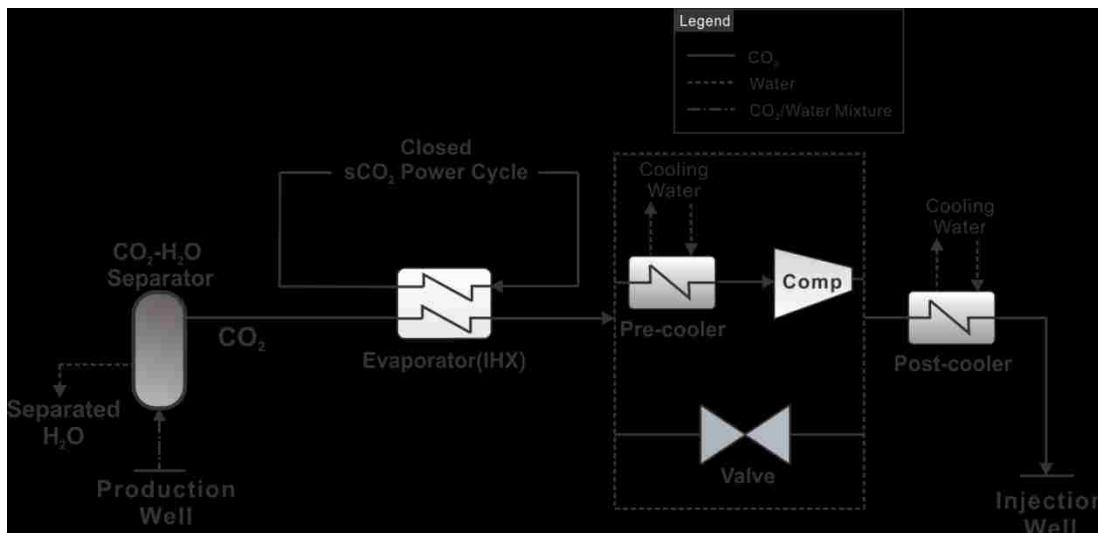 Legend
CO₂
Water
CO₂/Water Mixture
Closed
sCO₂ Power Cycle
Cooling
Water
Cooling
Water
CO₂-H₂O
Separator
Comp
CO₂
Pre-cooler
Evaporator(IHX)
Post-cooler
Separated
H₂O
Valve
Production
Well
Injection
Well